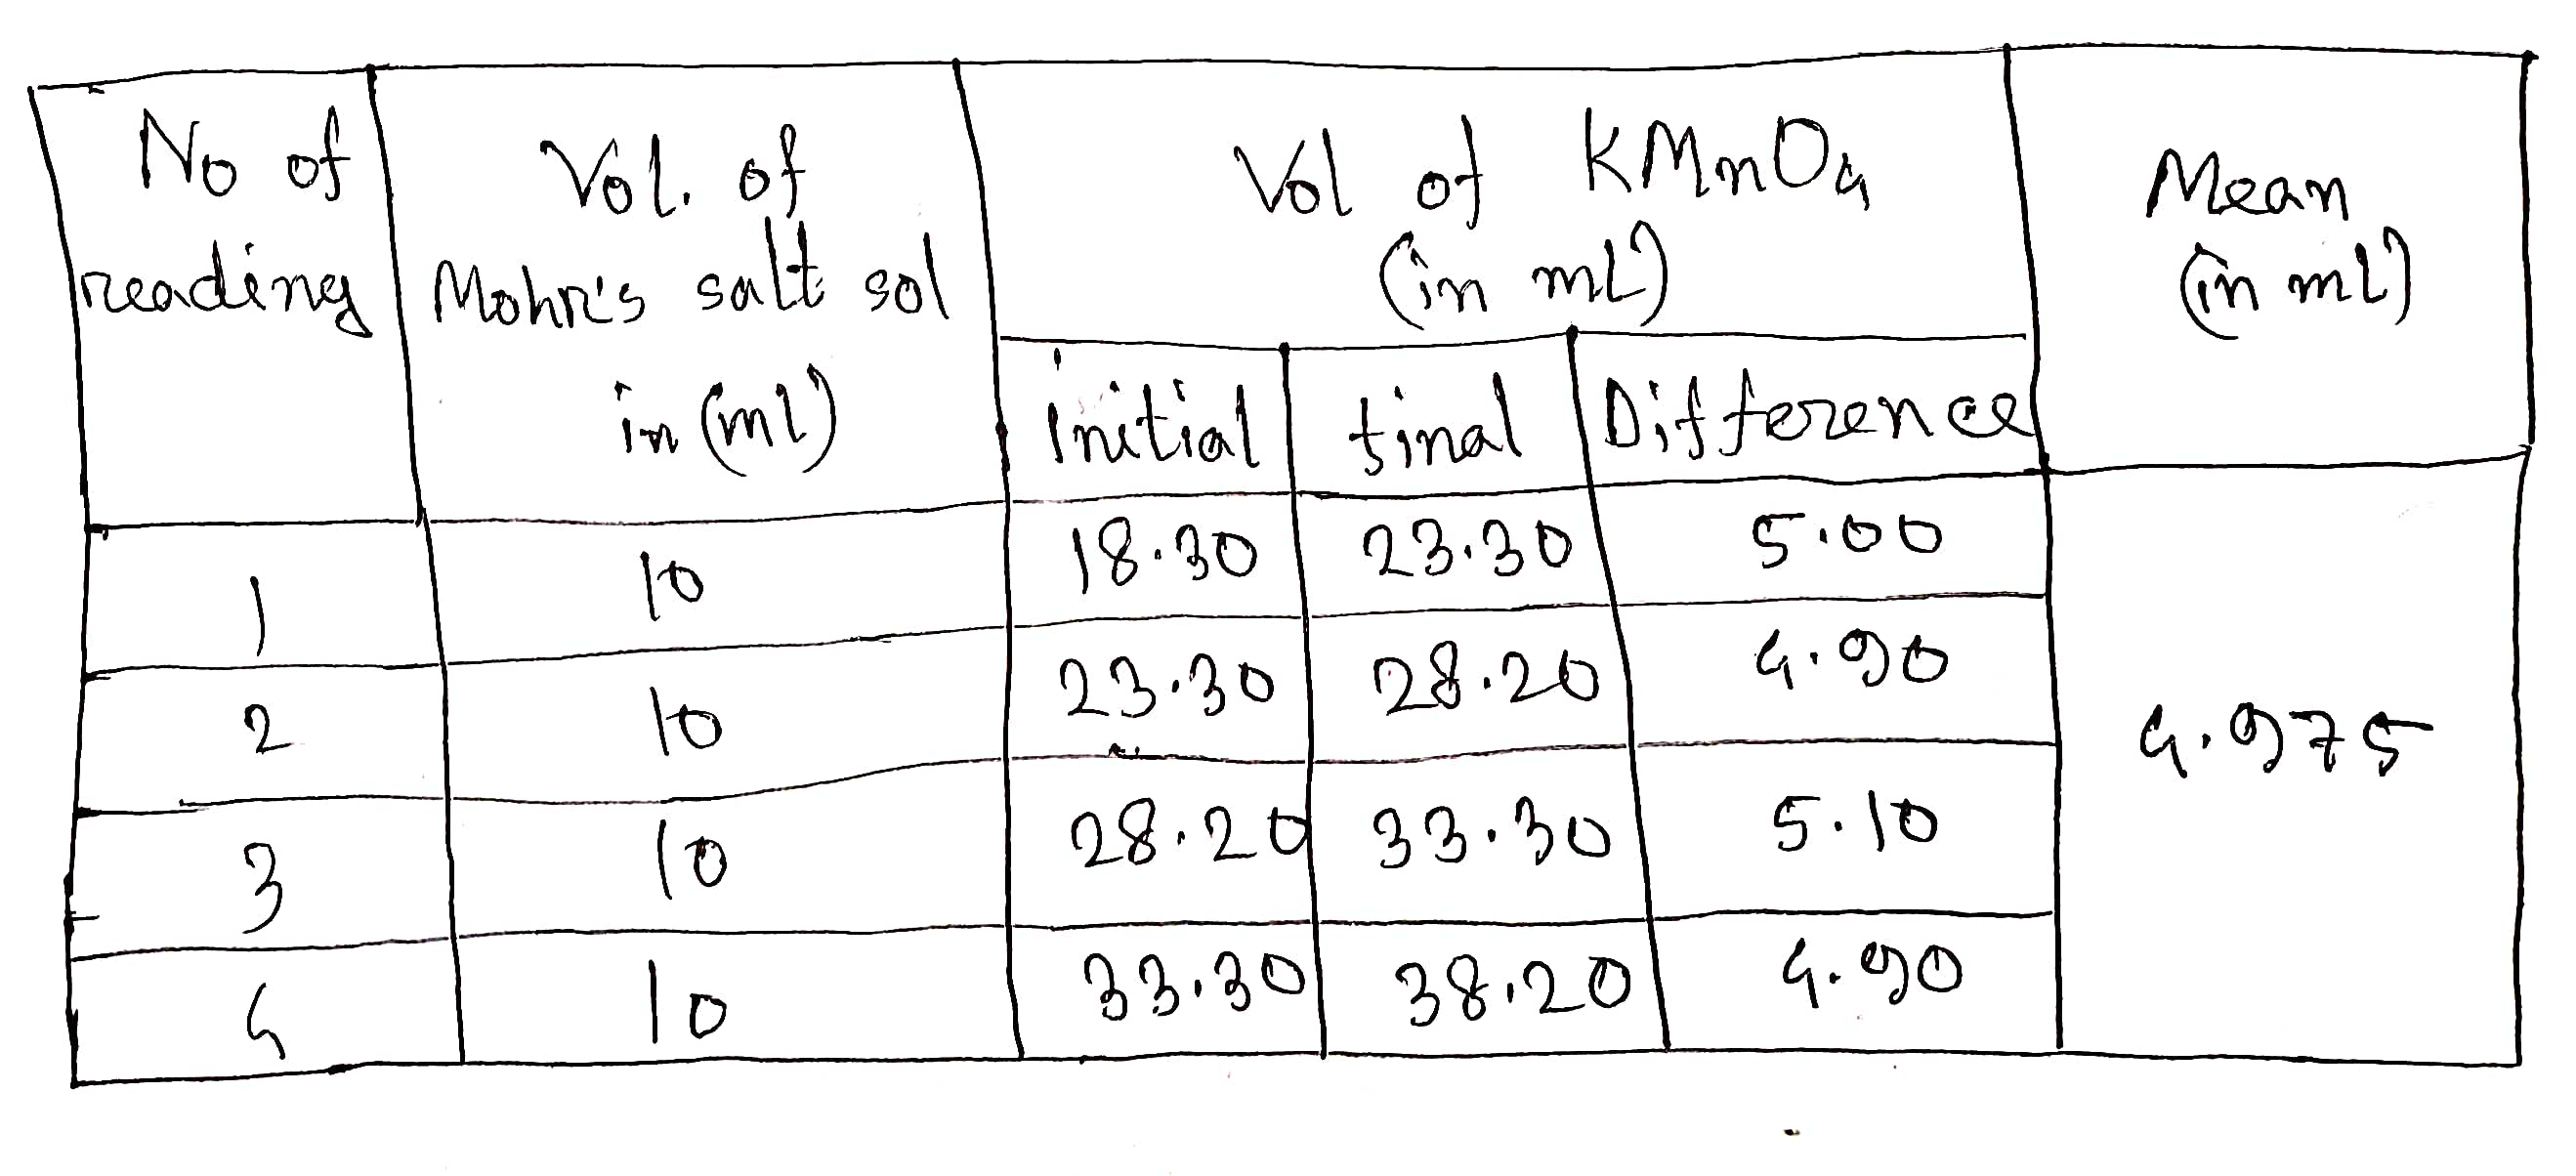 No of reading
Vol. of Mohr's salt sol in (ml)
Vol of KMnO4 (in mL)
Mean (in ml)
initial final Difference
1 10 18.30 23.30 5.00
2 10 23.30 28.20 4.90
3 10 28.20 33.30 5.10
4 10 33.30 38.20 4.90
4.975